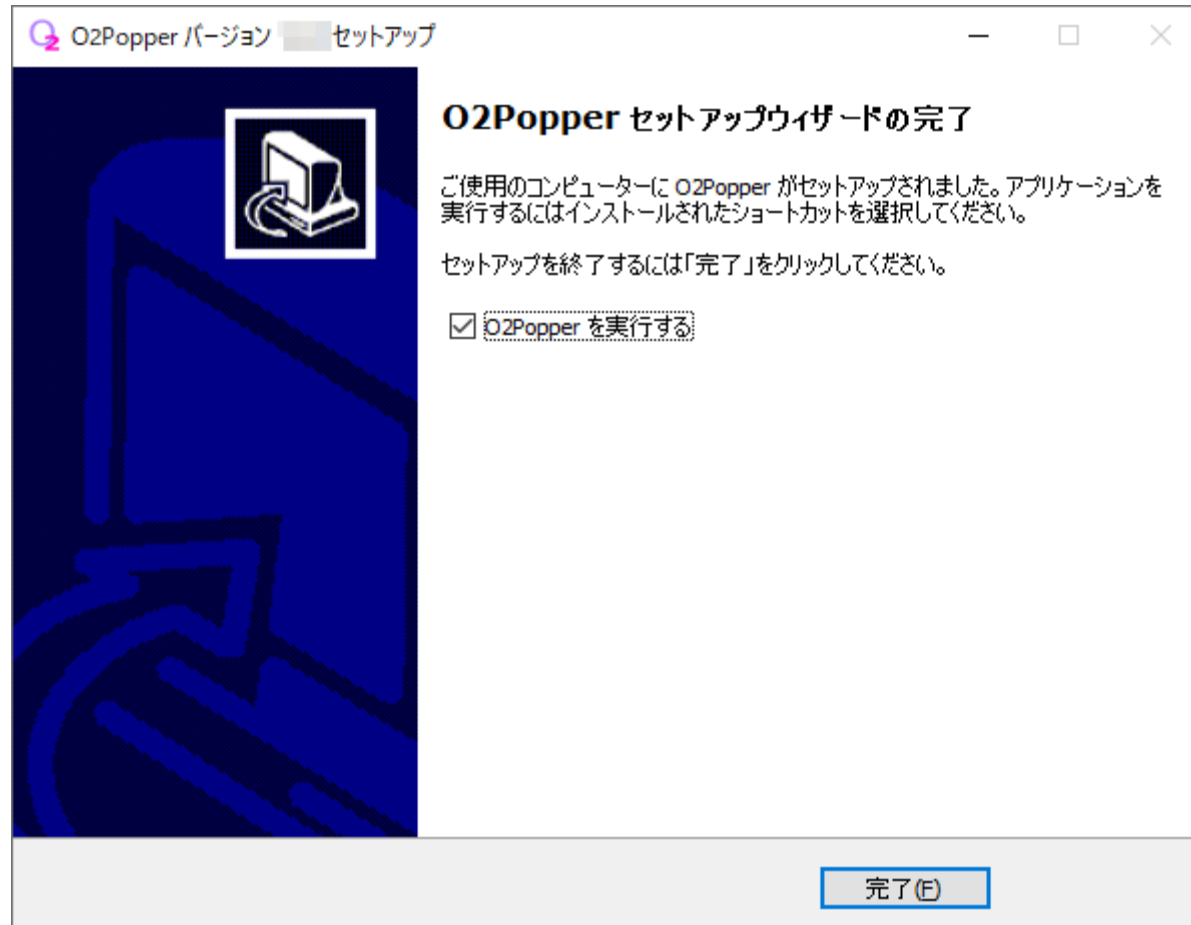 O2Popper バージョン セットアップ
O2Popper セットアップウィザードの完了
ご使用のコンピューターに O2Popper がセットアップされました。アプリケーションを
実行するにはインストールされたショートカットを選択してください。
セットアップを終了するには「完了」をクリックしてください。
O2Popper を実行する
完了(F)